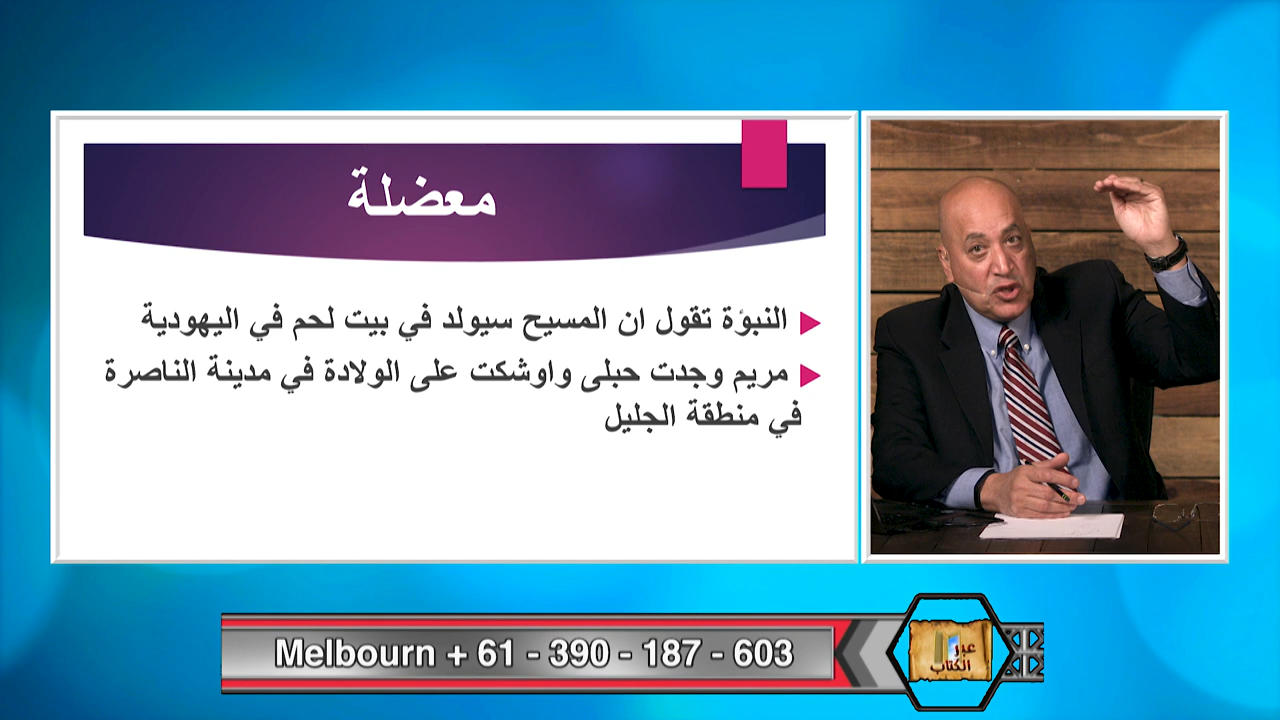 معضلة
النبؤة تقول ان المسيح سيولد في بيت لحم في اليهودية
مريم وجدت حبلى واوشكت على الولادة في مدينة الناصرة
في منطقة الجليل
Melbourn + 61 - 390 - 187 - 603
عبر
الكتاب